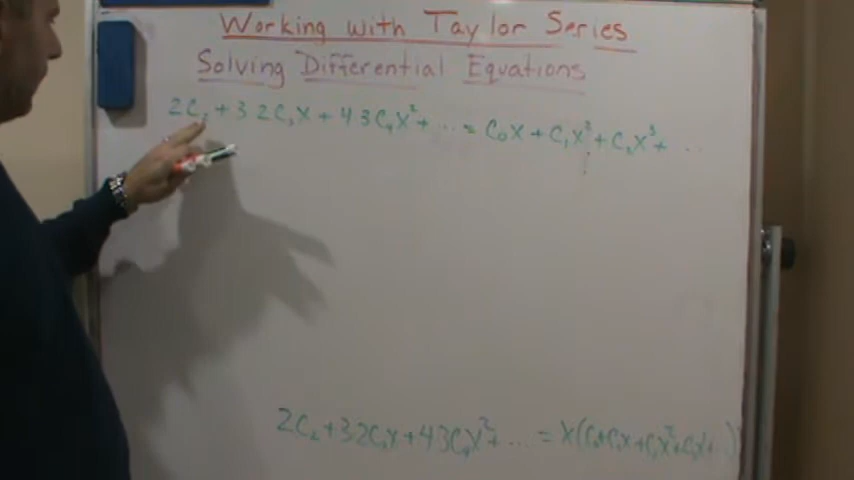 Working with Taylor Series
Solving Differential Equations
2C₂ + 3 2C₃X + 4 3C₄X² + ... = C₀X + C₁X² + C₂X³ + ...
2C₂ + 3 2C₃X + 4 3C₄X² + ... = X(C₀ + C₁X + C₂X² + C₃X³ + ...)